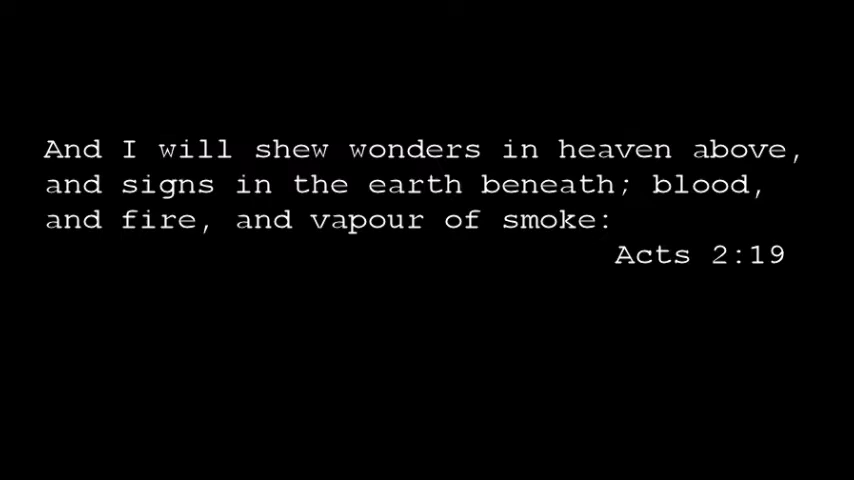 And I will shew wonders in heaven above,
and signs in the earth beneath; blood,
and fire, and vapour of smoke:
Acts 2:19